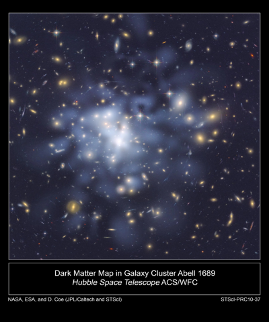 Dark Matter Map in Galaxy Cluster Abell 1689
Hubble Space Telescope ACS/WFC
NASA, ESA, and D. Coe (JPL/Caltech and STScI)
STScI-PRC10-37